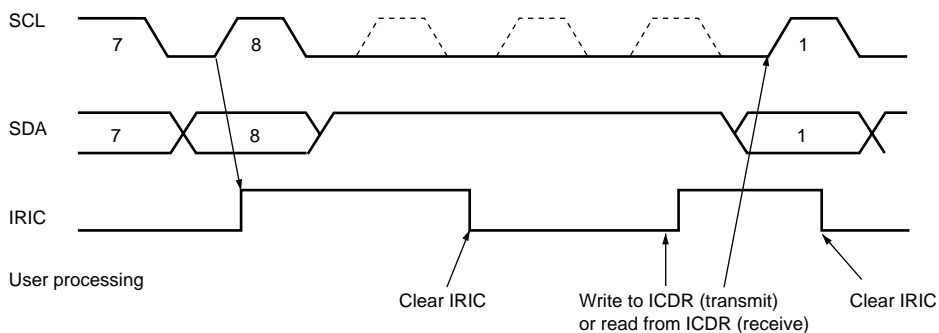 SCL
7 8 1
SDA
7 8 1
IRIC
User processing
Clear IRIC
Write to ICDR (transmit)
or read from ICDR (receive)
Clear IRIC